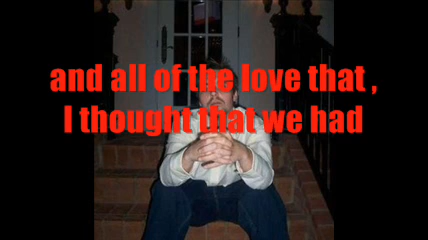 and all of the love that ,
I thought that we had